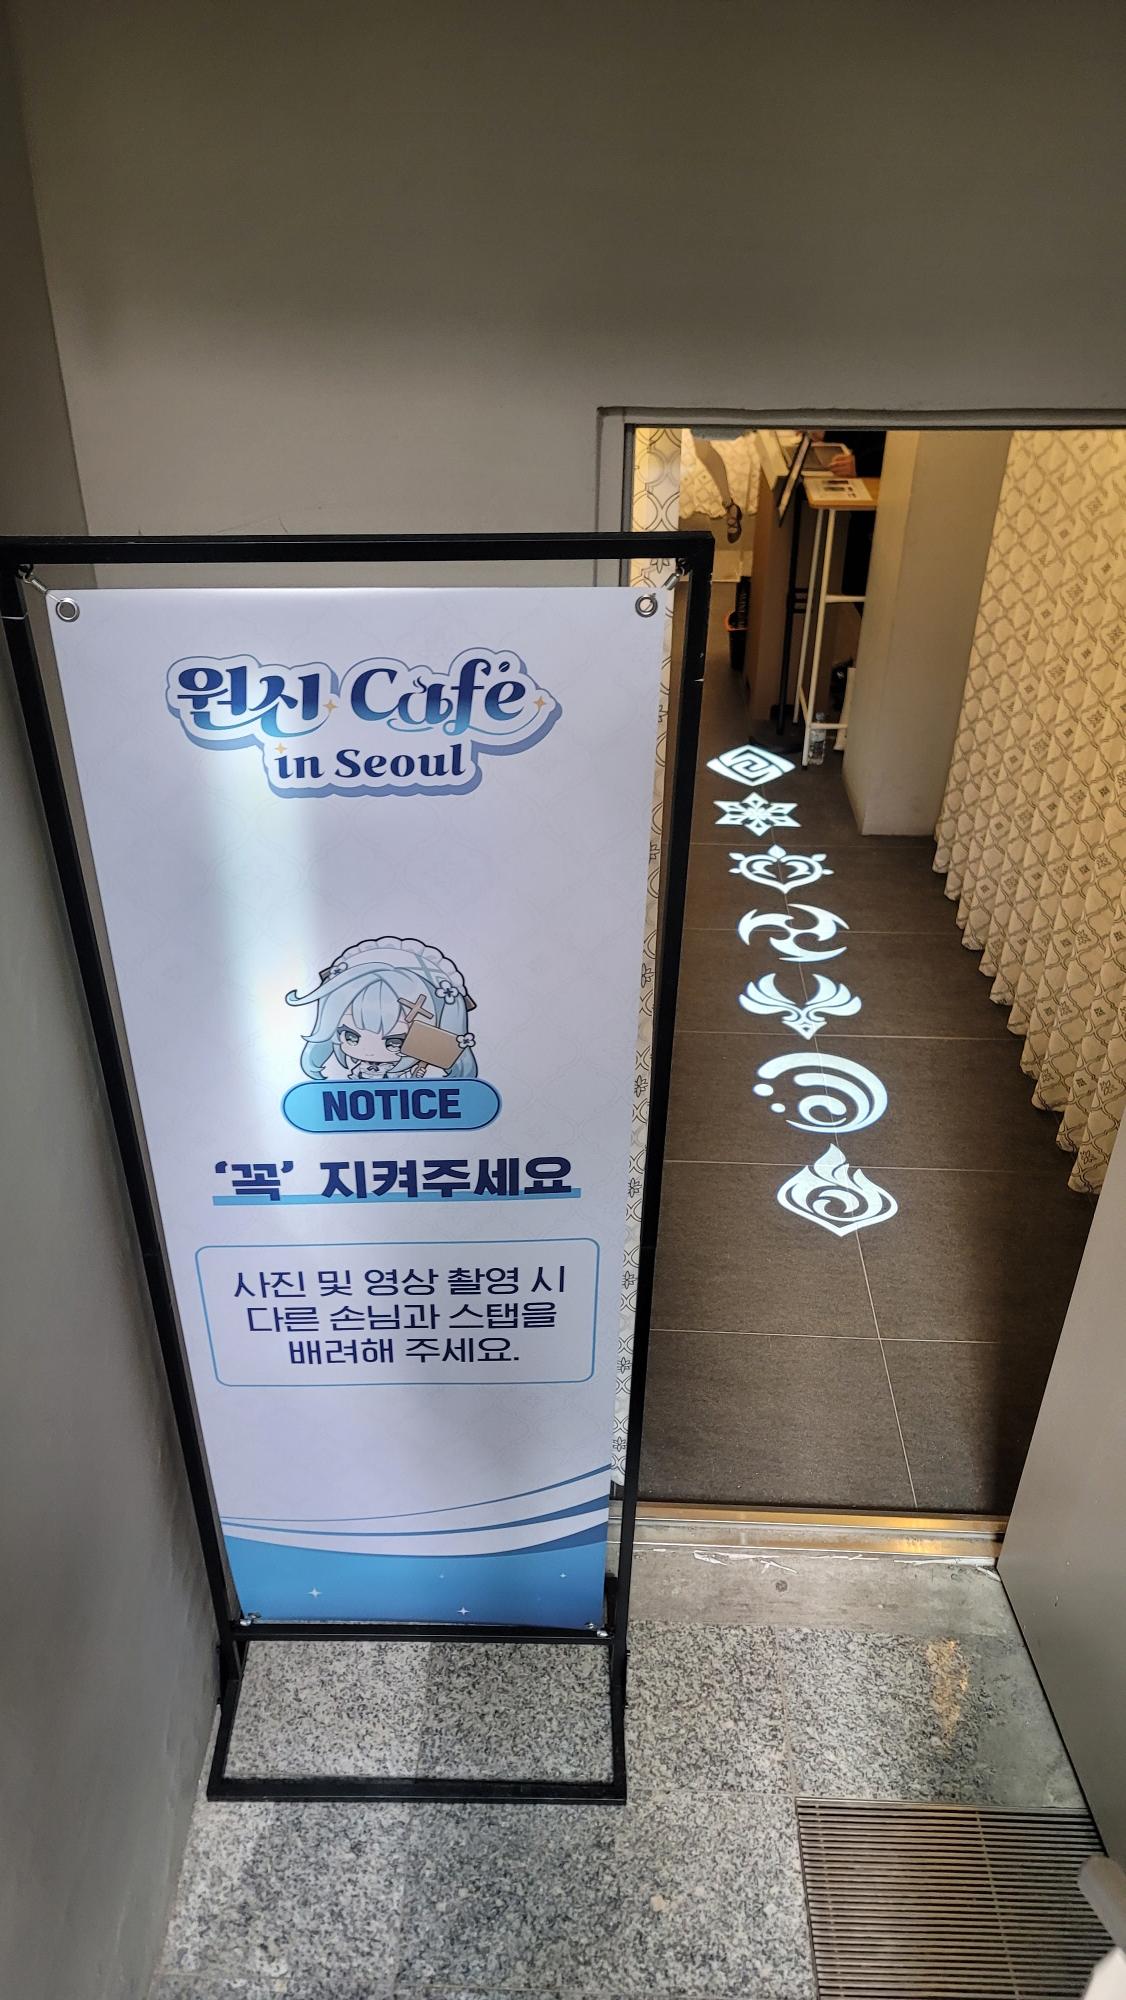 원신 Café
in Seoul
NOTICE
'꼭' 지켜주세요
사진 및 영상 촬영 시
다른 손님과 스탭을
배려해 주세요.